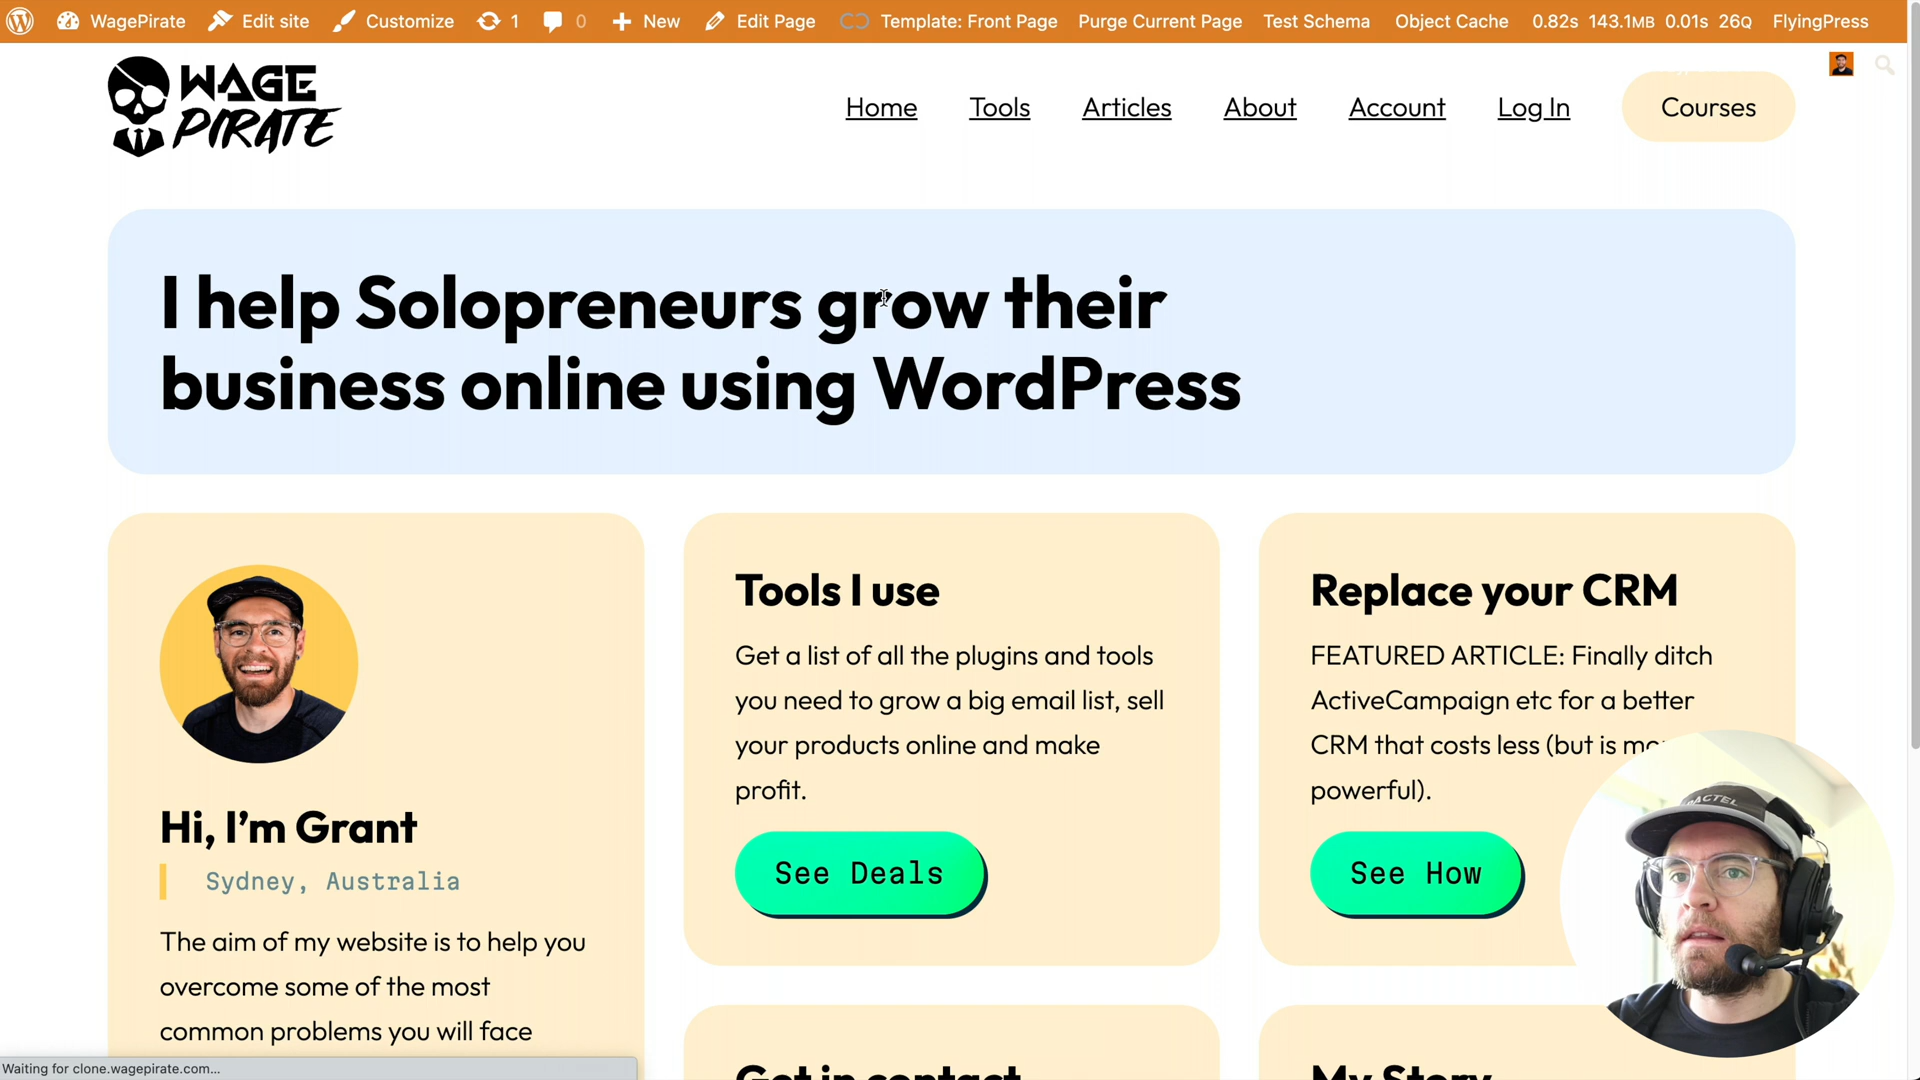 WagePirate Edit site Customize 1 0 New Edit Page Template: Front Page Purge Current Page Test Schema Object Cache 0.82s 143.1MB 0.01s 26Q FlyingPress
WAGE
PIRATE
Home Tools Articles About Account Log In Courses
I help Solopreneurs grow their
business online using WordPress
Hi, I'm Grant
Sydney, Australia
The aim of my website is to help you
overcome some of the most
common problems you will face
Tools I use
Get a list of all the plugins and tools
you need to grow a big email list, sell
your products online and make
profit.
See Deals
Replace your CRM
FEATURED ARTICLE: Finally ditch
ActiveCampaign etc for a better
CRM that costs less (but is
powerful).
See How
Get in contact
My Story
Waiting for clone.wagepirate.com...